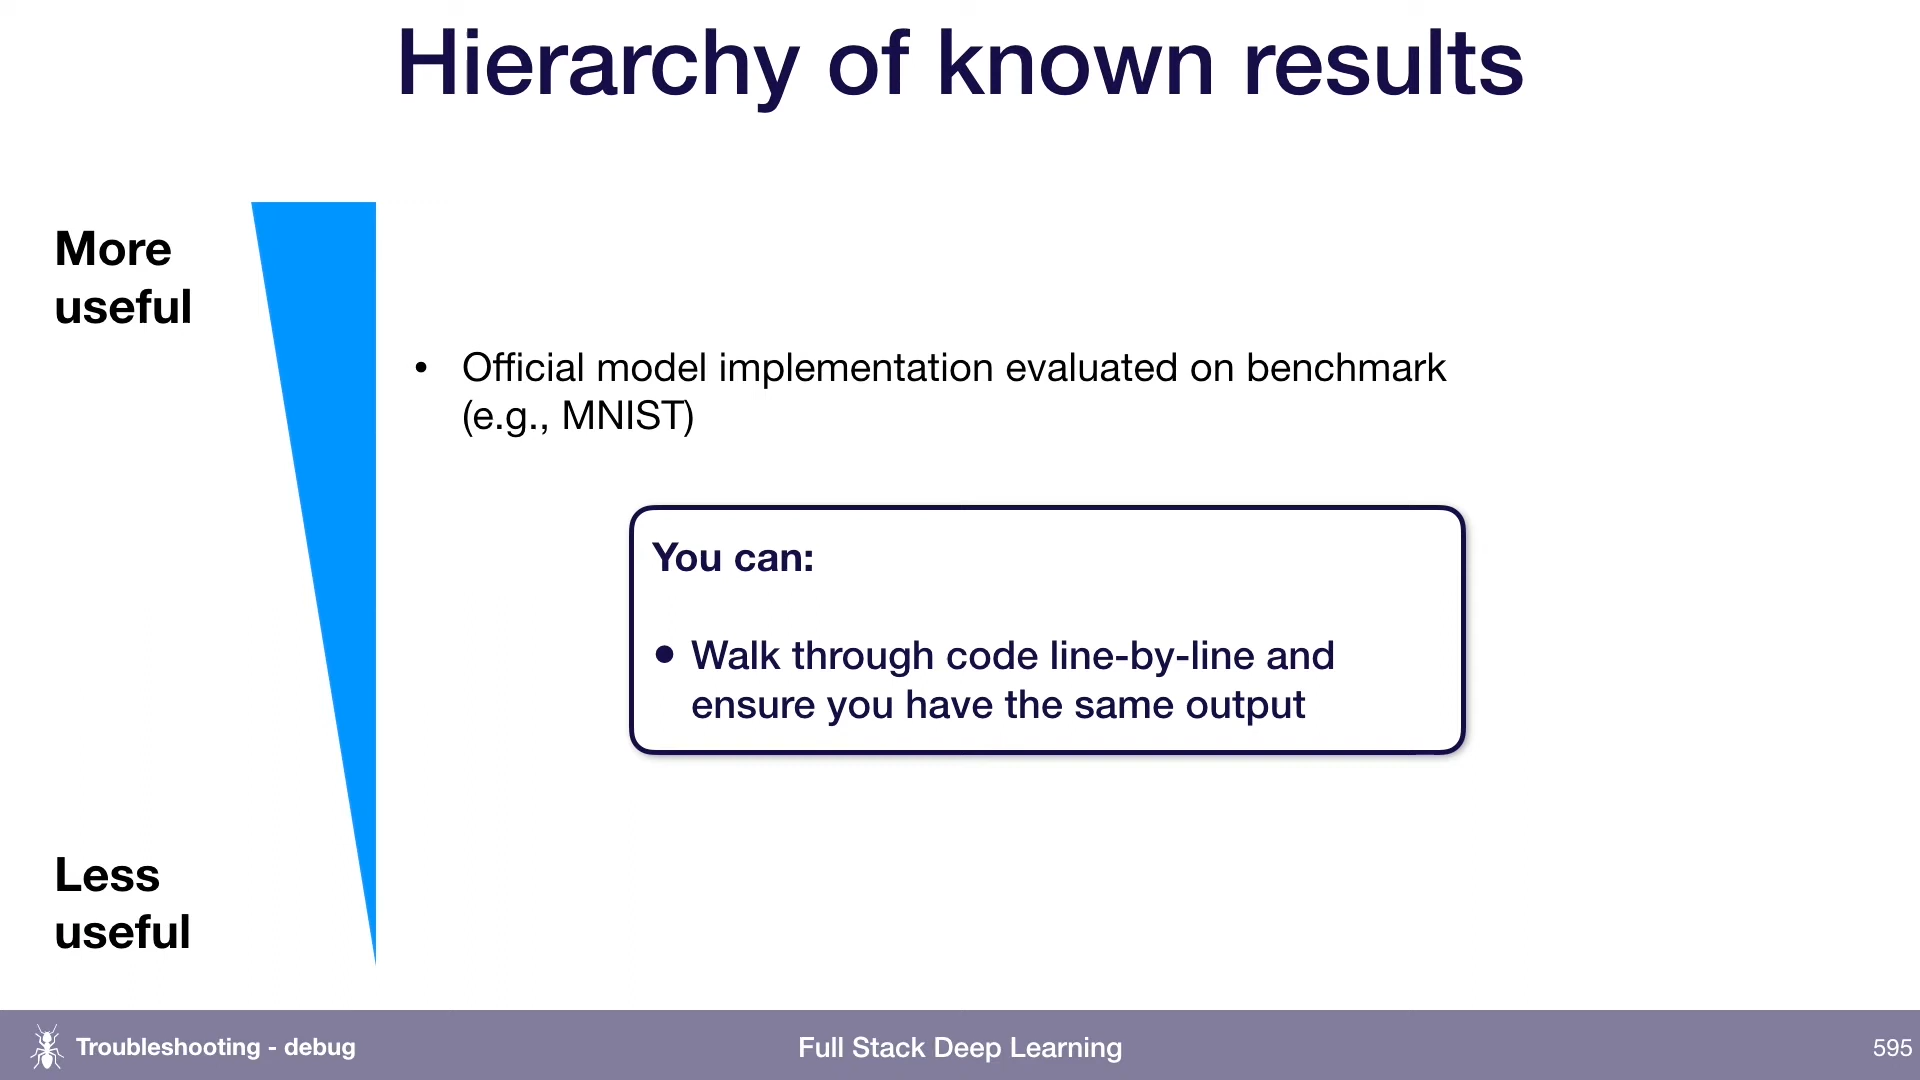 Hierarchy of known results
More
useful
• Official model implementation evaluated on benchmark
(e.g., MNIST)
You can:
• Walk through code line-by-line and
ensure you have the same output
Less
useful
Troubleshooting - debug
Full Stack Deep Learning
595